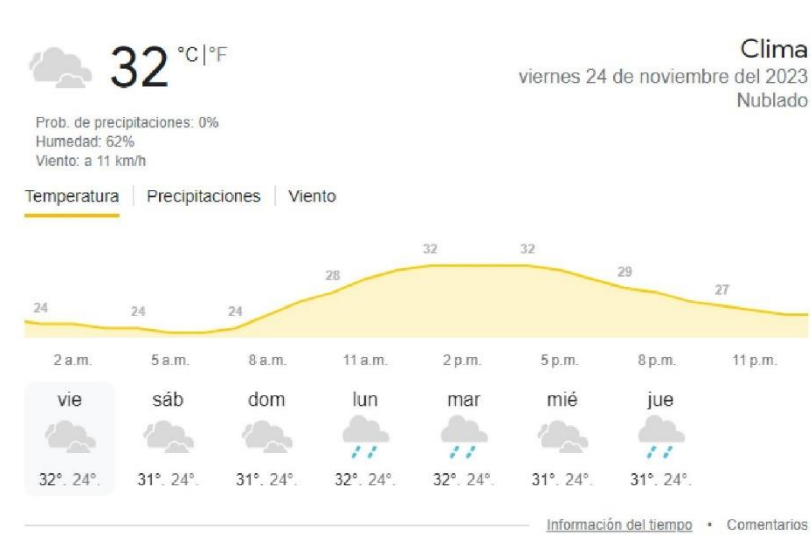 32 °C|°F
Clima
viernes 24 de noviembre del 2023
Nublado
Prob. de precipitaciones: 0%
Humedad: 62%
Viento: a 11 km/h
Temperatura Precipitaciones Viento
24 24 24 28 32 32 29 27
2 a.m. 5 a.m. 8 a.m. 11 a.m. 2 p.m. 5 p.m. 8 p.m. 11 p.m.
vie sáb dom lun mar mié jue
32°. 24°. 31°. 24°. 31°. 24°. 32°. 24°. 32°. 24°. 31°. 24°. 31°. 24°.
Información del tiempo • Comentarios